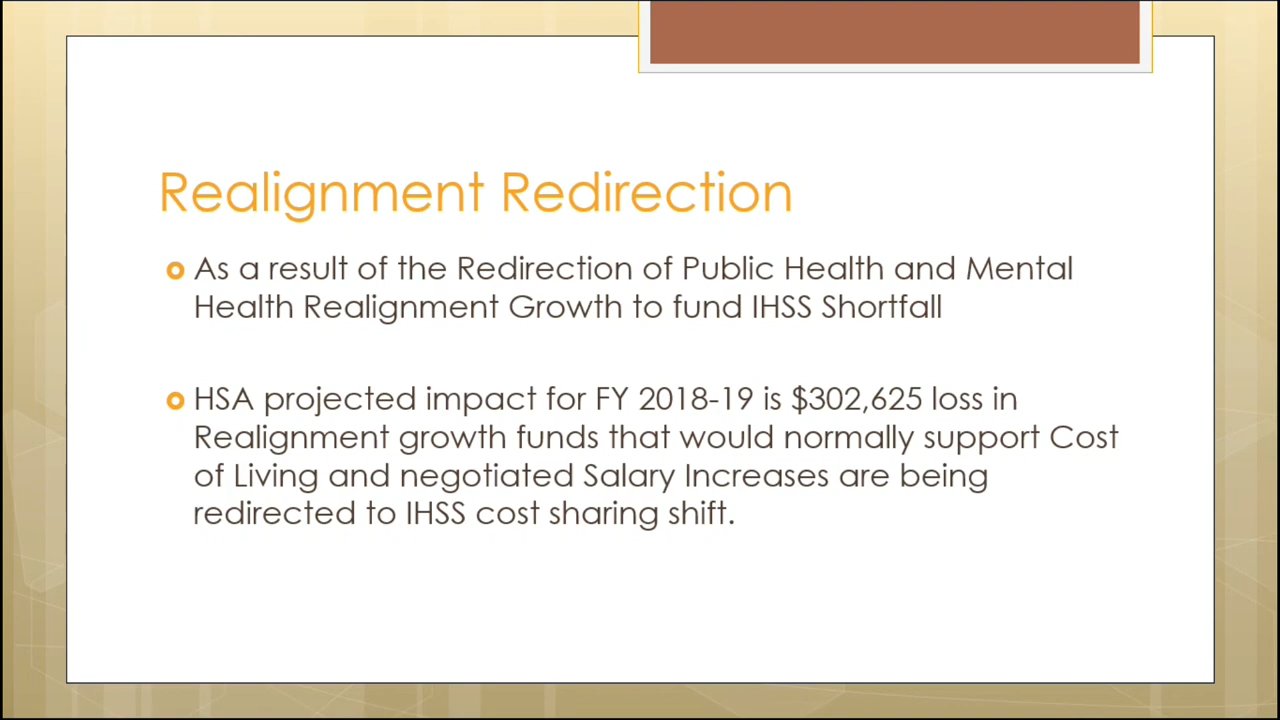 Realignment Redirection
As a result of the Redirection of Public Health and Mental
Health Realignment Growth to fund IHSS Shortfall
HSA projected impact for FY 2018-19 is $302,625 loss in
Realignment growth funds that would normally support Cost
of Living and negotiated Salary Increases are being
redirected to IHSS cost sharing shift.